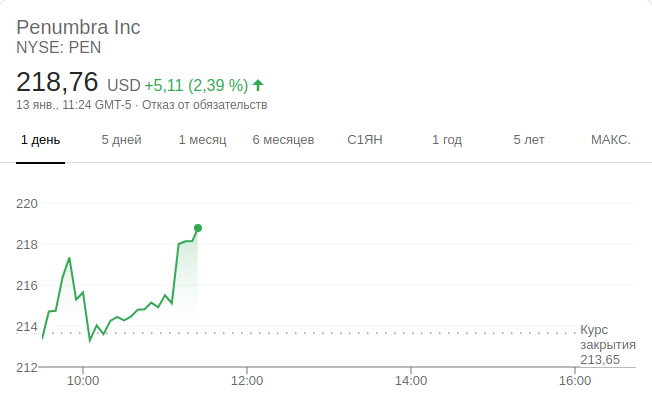 Penumbra Inc
NYSE: PEN
218,76 USD +5,11 (2,39 %)
13 янв., 11:24 GMT-5 · Отказ от обязательств
1 день 5 дней 1 месяц 6 месяцев С1ЯН 1 год 5 лет МАКС.
220
218
216
214
212
Курс
закрытия
213,65
10:00 12:00 14:00 16:00